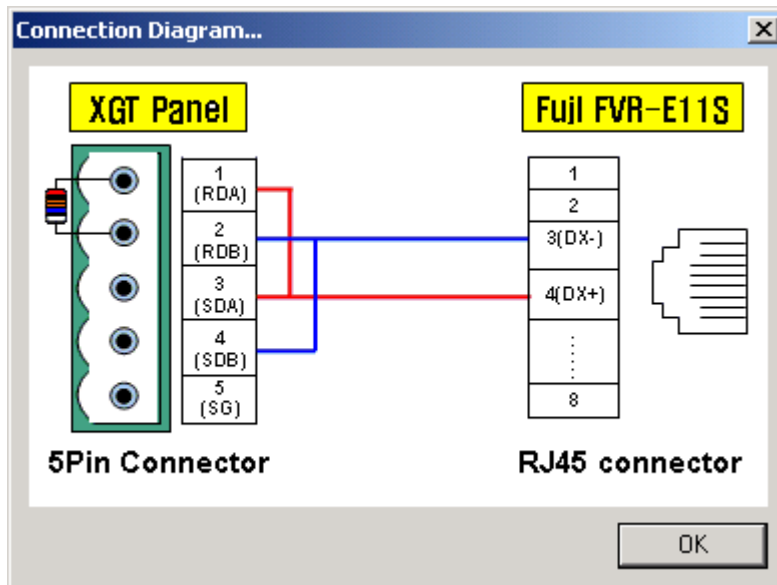 Connection Diagram...
XGT Panel
Fuji FVR-E11S
1
(RDA)
2
(RDB)
3
(SDA)
4
(SDB)
5
(SG)
1
2
3(DX-)
4(DX+)
8
5Pin Connector
RJ45 connector
OK